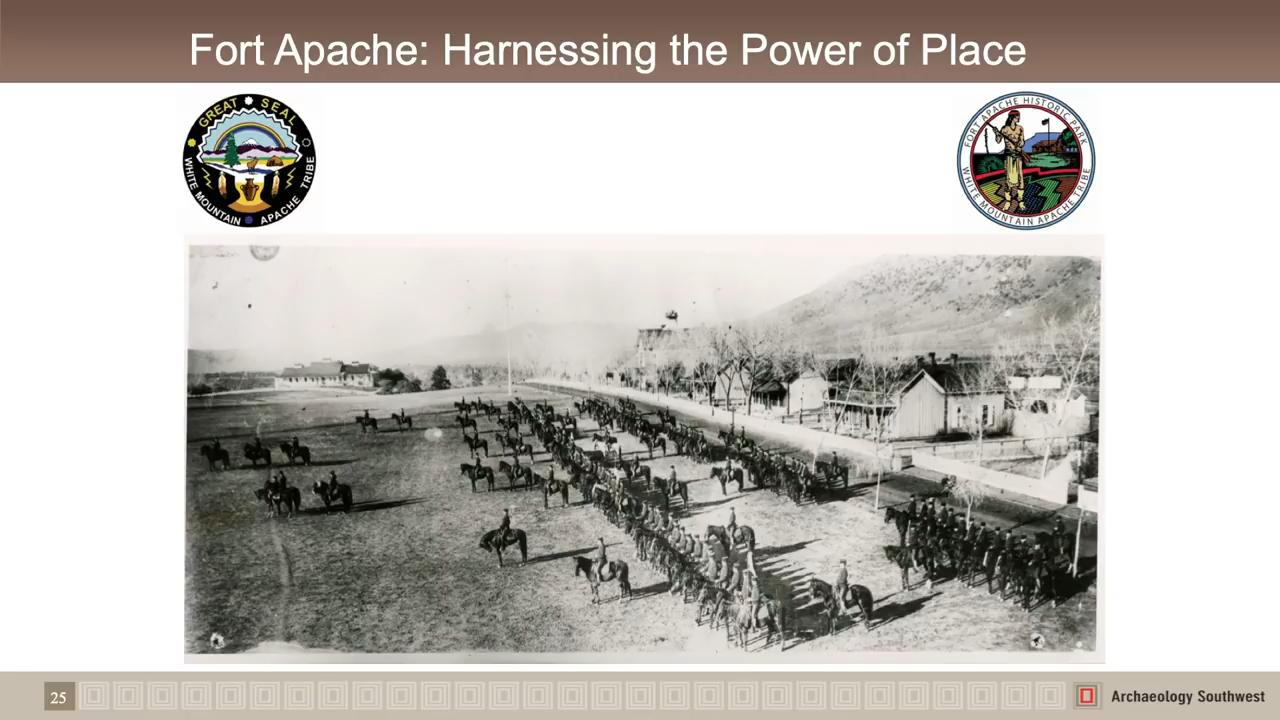 Fort Apache: Harnessing the Power of Place
GREAT SEAL
WHITE MOUNTAIN APACHE TRIBE
FORT APACHE HISTORIC PARK
WHITE MOUNTAIN APACHE TRIBE
25
Archaeology Southwest